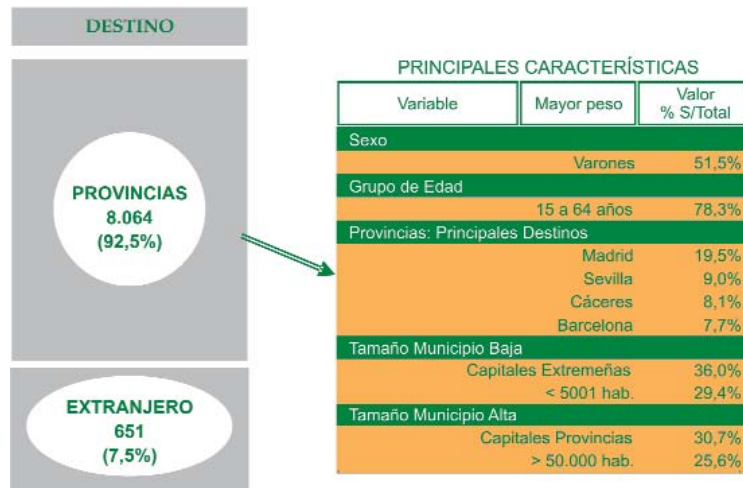 DESTINO
PROVINCIAS
8.064
(92,5%)
EXTRANJERO
651
(7,5%)
PRINCIPALES CARACTERÍSTICAS
Variable Mayor peso Valor % S/Total
Sexo
Varones 51,5%
Grupo de Edad
15 a 64 años 78,3%
Provincias: Principales Destinos
Madrid 19,5%
Sevilla 9,0%
Cáceres 8,1%
Barcelona 7,7%
Tamaño Municipio Baja
Capitales Extremeñas 36,0%
< 5001 hab. 29,4%
Tamaño Municipio Alta
Capitales Provincias 30,7%
> 50.000 hab. 25,6%